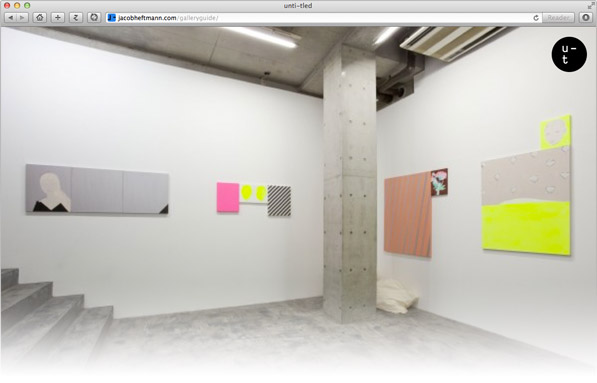 unti-tled
jacobheftmann.com/galleryguide/
Reader
u-
t